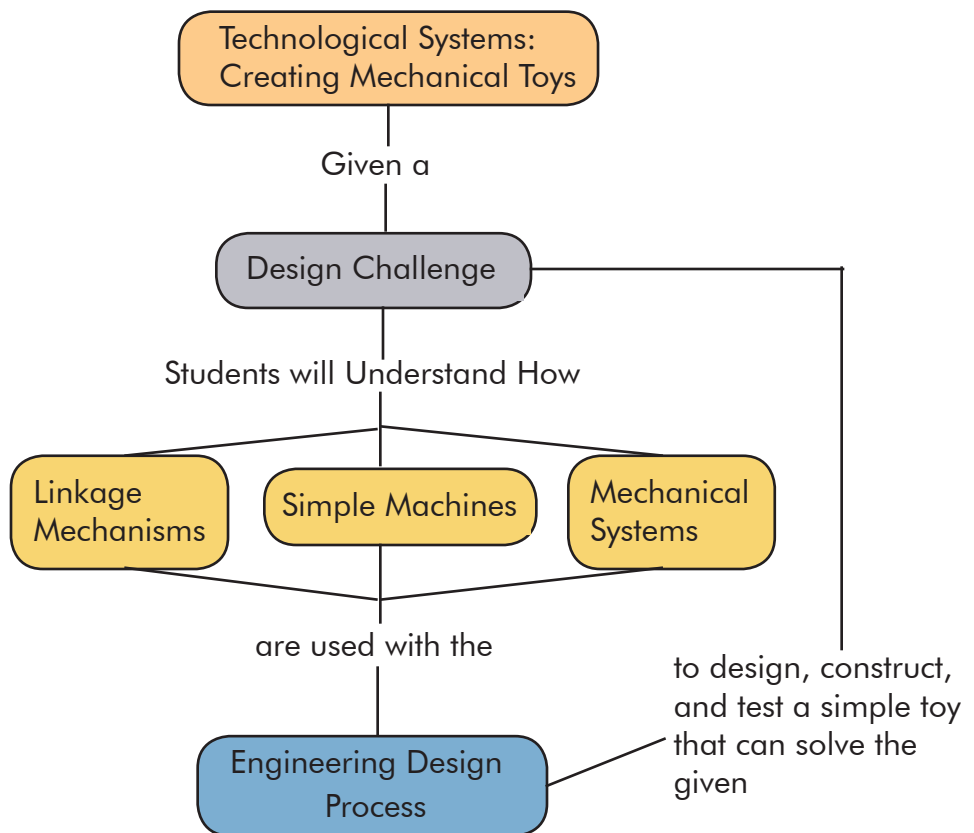 Technological Systems:
Creating Mechanical Toys
Given a
Design Challenge
Students will Understand How
Linkage
Mechanisms
Simple Machines
Mechanical
Systems
are used with the
Engineering Design
Process
to design, construct,
and test a simple toy
that can solve the
given